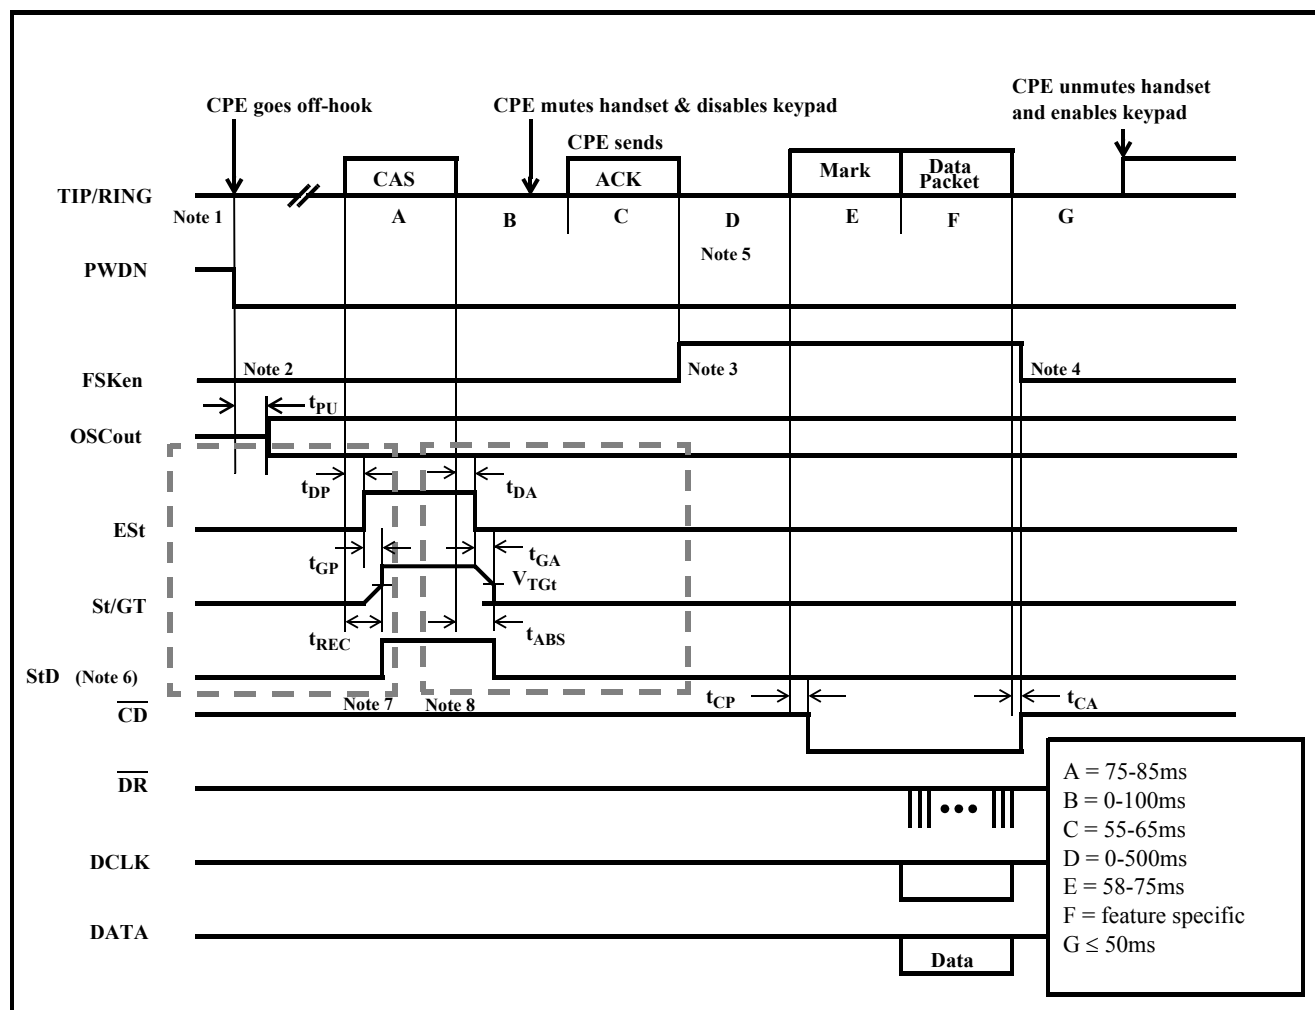 CPE goes off-hook
CPE mutes handset & disables keypad
CPE unmutes handset
and enables keypad
CPE sends
TIP/RING
CAS
ACK
Mark
Data
Packet
Note 1
A
B
C
D
E
F
G
Note 5
PWDN
FSKen
Note 2
Note 3
Note 4
tPU
OSCout
tDP
tDA
ESt
tGP
tGA
VTGt
St/GT
tREC
tABS
StD (Note 6)
Note 7
Note 8
tCP
tCA
CD
DR
DCLK
DATA
Data
A = 75-85ms
B = 0-100ms
C = 55-65ms
D = 0-500ms
E = 58-75ms
F = feature specific
G ≤ 50ms